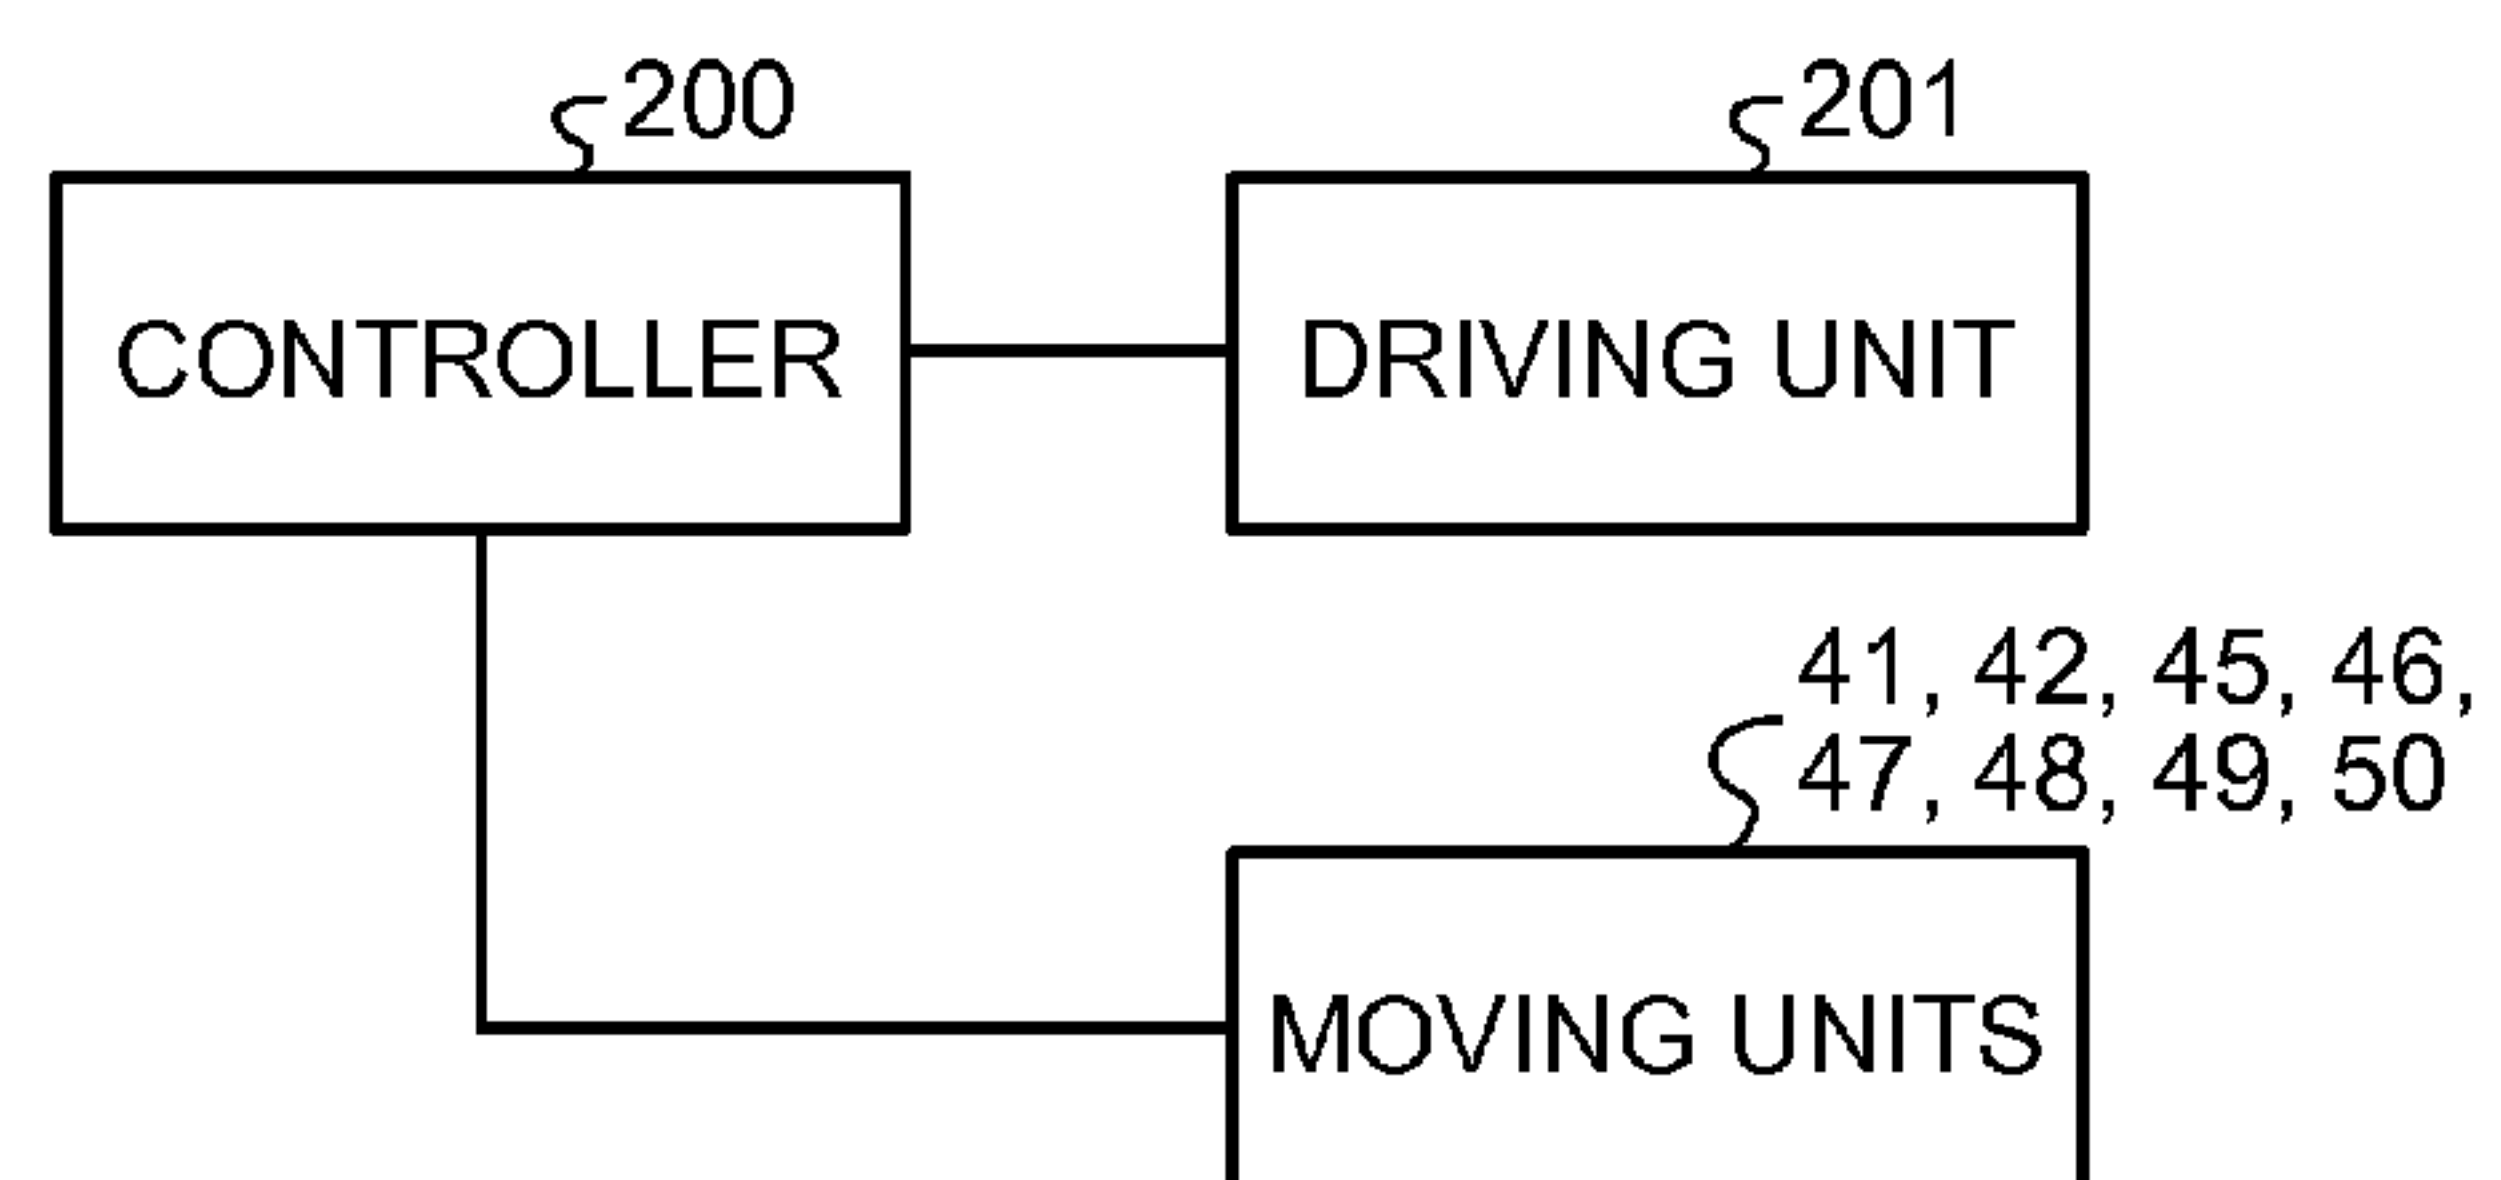 200
201
CONTROLLER
DRIVING UNIT
41, 42, 45, 46,
47, 48, 49, 50
MOVING UNITS